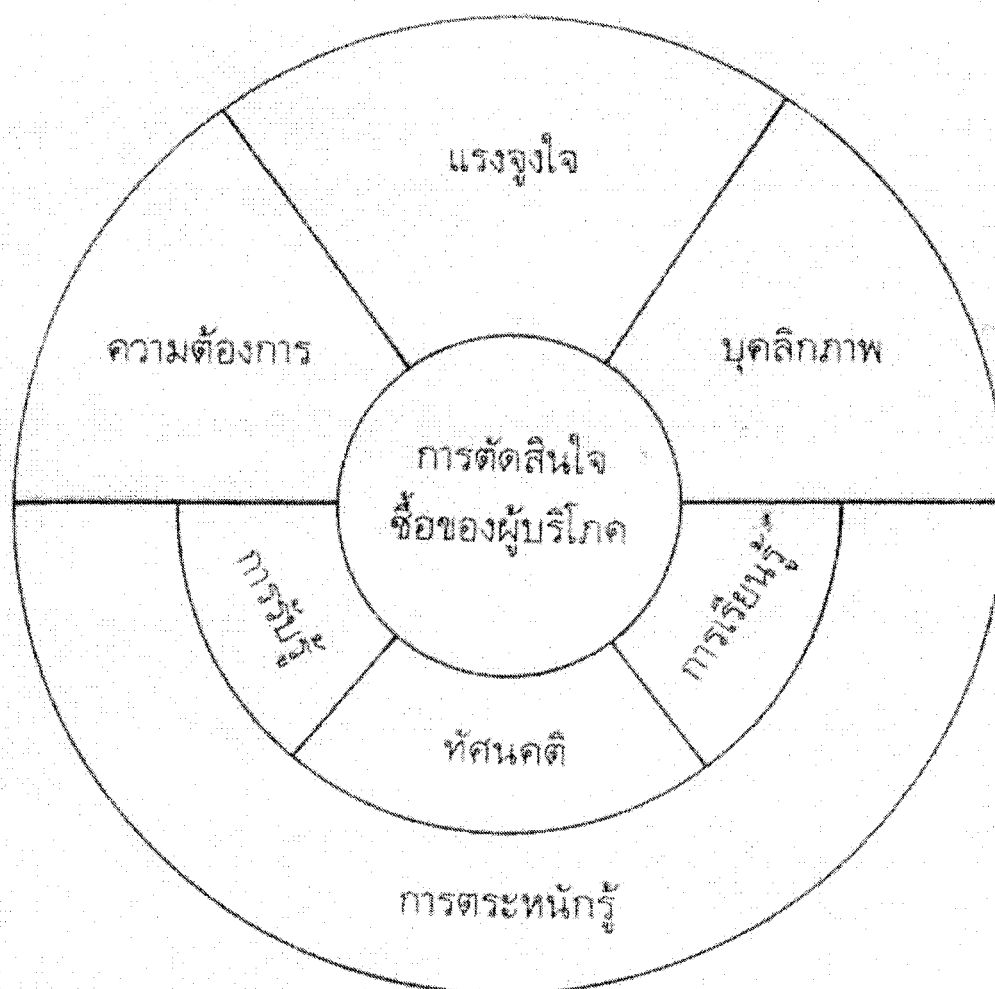 แรงจูงใจ
ความต้องการ
บุคลิกภาพ
การตัดสินใจ
ซื้อของผู้บริโภค
การรับรู้
การเรียนรู้
ทัศนคติ
การตระหนักรู้